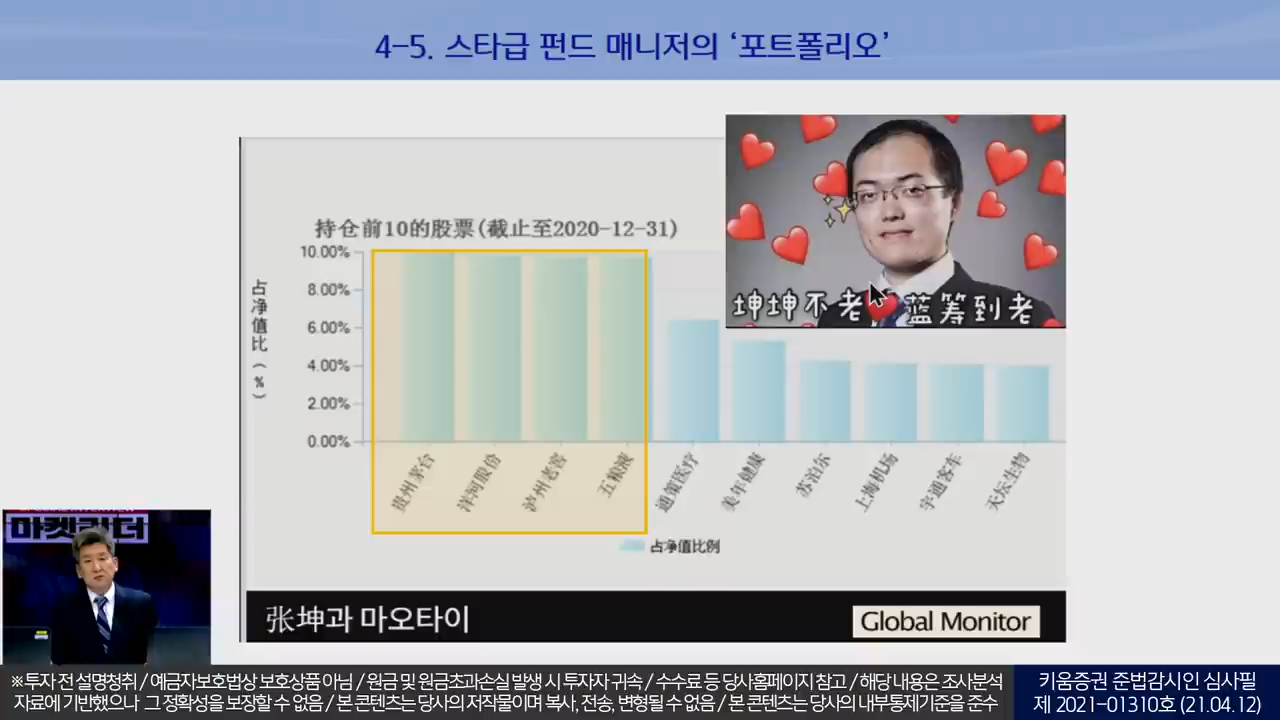 4-5. 스타급 펀드 매니저의 ‘포트폴리오’
坤坤不老 蓝筹到老
持仓前10的股票(截止至2020-12-31)
占净值比(%)
10.00%
8.00%
6.00%
4.00%
2.00%
0.00%
贵州茅台
洋河股份
泸州老窖
五粮液
通策医疗
美年健康
苏泊尔
上海机场
宇通客车
天坛生物
占净值比例
张坤과 마오타이
Global Monitor
마켓리더
※투자 전 설명청취 / 예금자보호법상 보호상품 아님 / 원금 및 원금초과손실 발생 시 투자자 귀속 / 수수료 등 당사홈페이지 참고 / 해당 내용은 조사분석
자료에 기반했으나 그 정확성을 보장할 수 없음 / 본 콘텐츠는 당사의 저작물이며 복사, 전송, 변형될 수 없음 / 본 콘텐츠는 당사의 내부통제기준을 준수
키움증권 준법감시인 심사필
제 2021-01310호 (21.04.12)